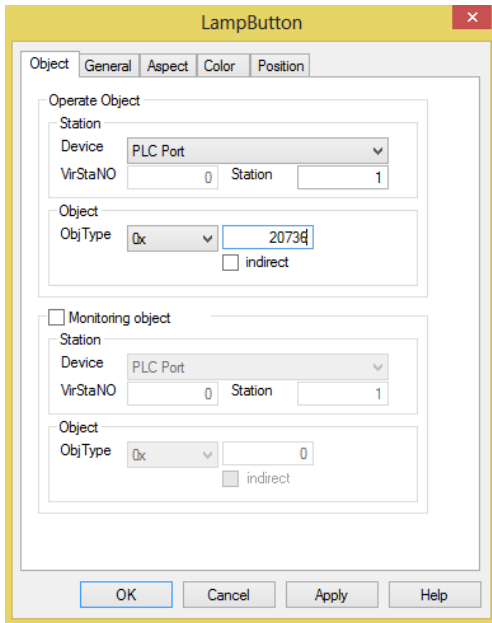 LampButton
Object General Aspect Color Position
Operate Object
Station
Device PLC Port
VirStaNO 0 Station 1
Object
ObjType 0x 20736
indirect
Monitoring object
Station
Device PLC Port
VirStaNO 0 Station 1
Object
ObjType 0x 0
indirect
OK Cancel Apply Help